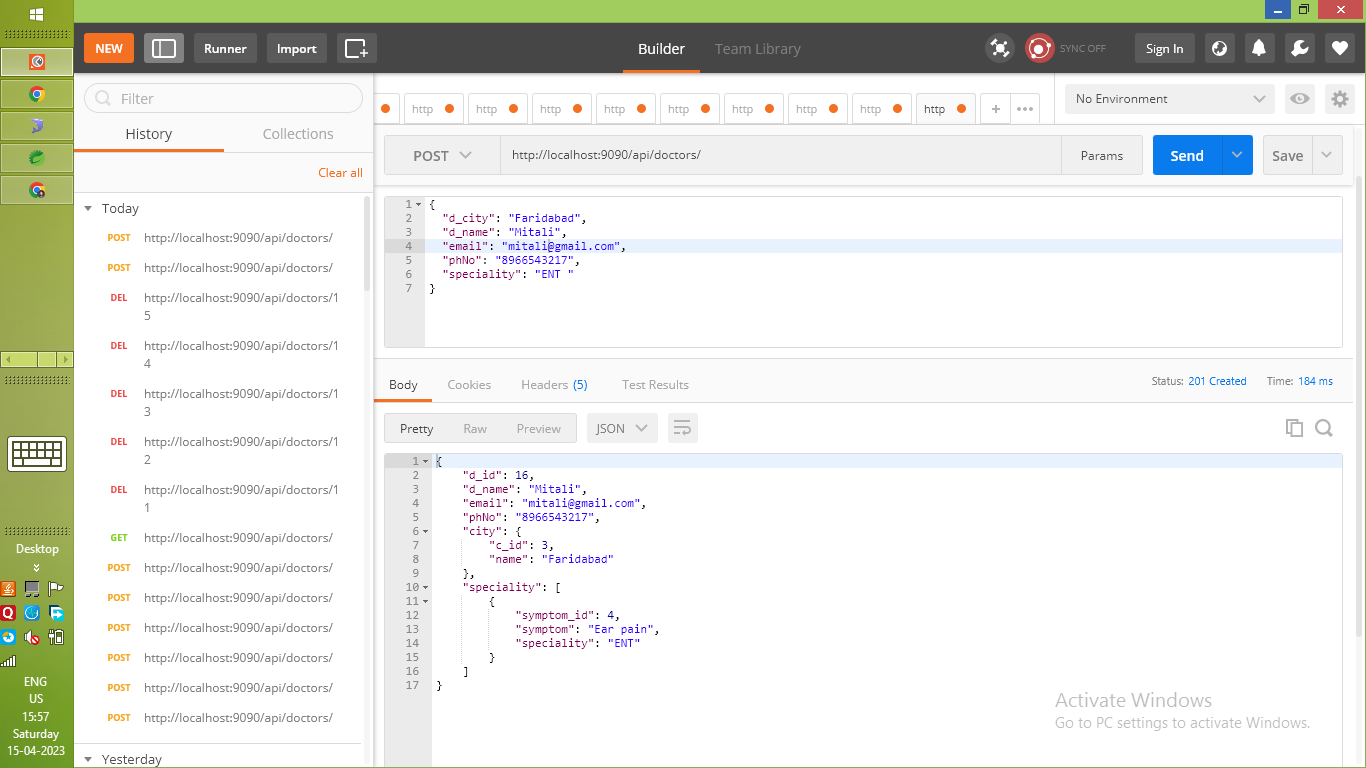 NEW
Runner
Import
Builder
Team Library
SYNC OFF
Sign In
Filter
History
Collections
Clear all
Today
POST http://localhost:9090/api/doctors/
POST http://localhost:9090/api/doctors/
DEL http://localhost:9090/api/doctors/1
5
DEL http://localhost:9090/api/doctors/1
4
DEL http://localhost:9090/api/doctors/1
3
DEL http://localhost:9090/api/doctors/1
2
DEL http://localhost:9090/api/doctors/1
1
GET http://localhost:9090/api/doctors/
POST http://localhost:9090/api/doctors/
POST http://localhost:9090/api/doctors/
POST http://localhost:9090/api/doctors/
POST http://localhost:9090/api/doctors/
POST http://localhost:9090/api/doctors/
POST http://localhost:9090/api/doctors/
Yesterday
http http http http http http http http http + •••
No Environment
POST http://localhost:9090/api/doctors/ Params Send Save
1 {
2 "d_city": "Faridabad",
3 "d_name": "Mitali",
4 "email": "mitali@gmail.com",
5 "phNo": "8966543217",
6 "speciality": "ENT "
7 }
Body Cookies Headers (5) Test Results Status: 201 Created Time: 184 ms
Pretty Raw Preview JSON
1 {
2 "d_id": 16,
3 "d_name": "Mitali",
4 "email": "mitali@gmail.com",
5 "phNo": "8966543217",
6 "city": {
7 "c_id": 3,
8 "name": "Faridabad"
9 },
10 "speciality": [
11 {
12 "symptom_id": 4,
13 "symptom": "Ear pain",
14 "speciality": "ENT"
15 }
16 ]
17 }
Activate Windows
Go to PC settings to activate Windows.
Desktop
ENG
US
15:57
Saturday
15-04-2023